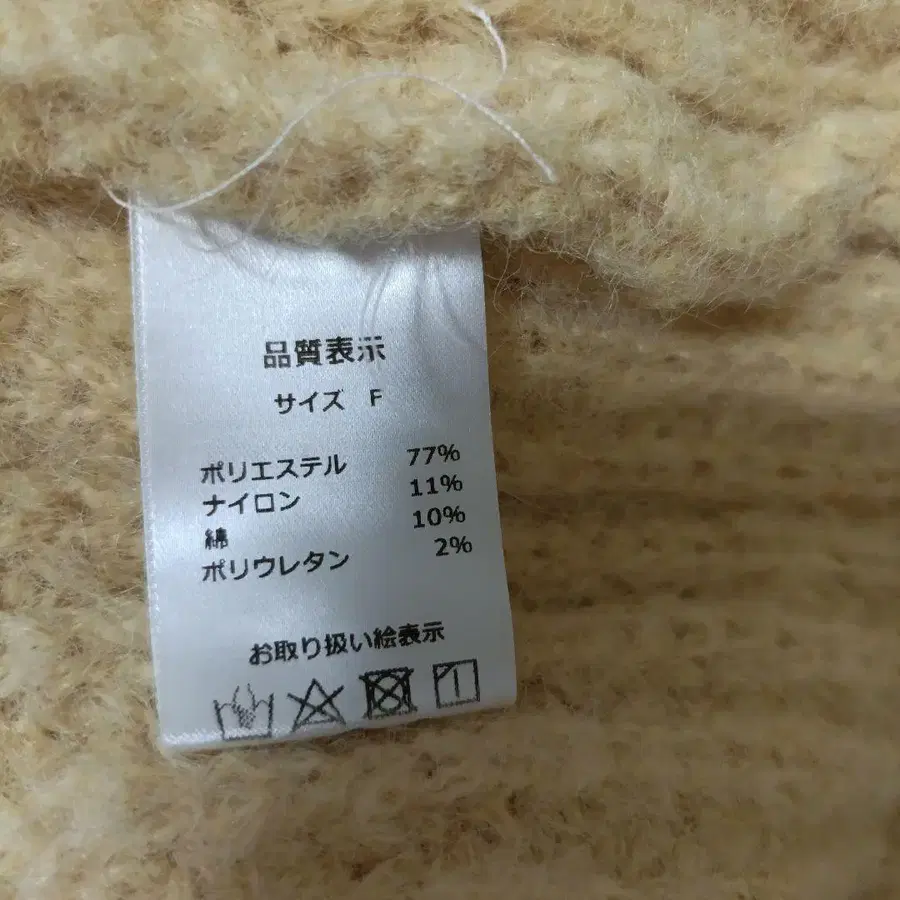 品質表示
サイズ F
ポリエステル 77%
ナイロン 11%
綿 10%
ポリウレタン 2%
お取り扱い絵表示